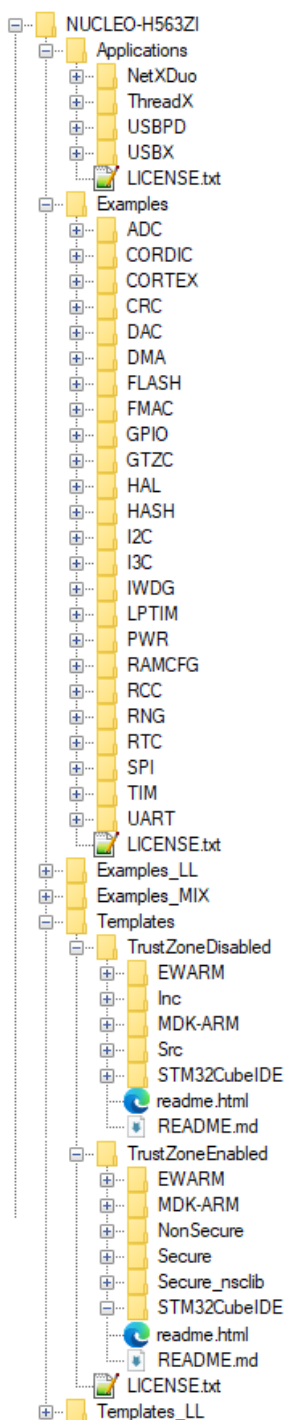 NUCLEO-H563ZI
Applications
NetXDuo
ThreadX
USBPD
USBX
LICENSE.txt
Examples
ADC
CORDIC
CORTEX
CRC
DAC
DMA
FLASH
FMAC
GPIO
GTZC
HAL
HASH
I2C
I3C
IWDG
LPTIM
PWR
RAMCFG
RCC
RNG
RTC
SPI
TIM
UART
LICENSE.txt
Examples_LL
Examples_MIX
Templates
TrustZoneDisabled
EWARM
Inc
MDK-ARM
Src
STM32CubeIDE
readme.html
README.md
TrustZoneEnabled
EWARM
MDK-ARM
NonSecure
Secure
Secure_nsclib
STM32CubeIDE
readme.html
README.md
LICENSE.txt
Templates_LL